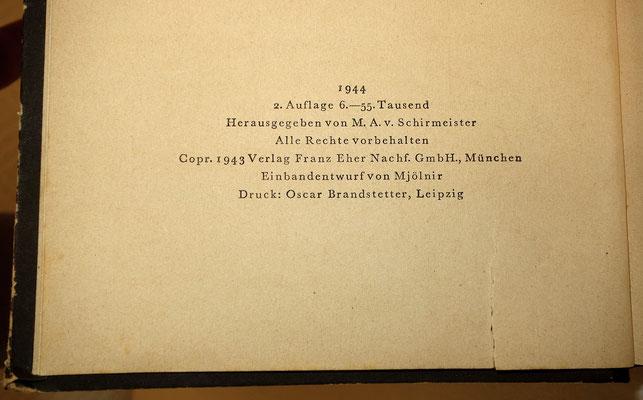 1944
2. Auflage 6.—55. Tausend
Herausgegeben von M. A. v. Schirmeister
Alle Rechte vorbehalten
Copr. 1943 Verlag Franz Eher Nachf. GmbH., München
Einbandentwurf von Mjölnir
Druck: Oscar Brandstetter, Leipzig